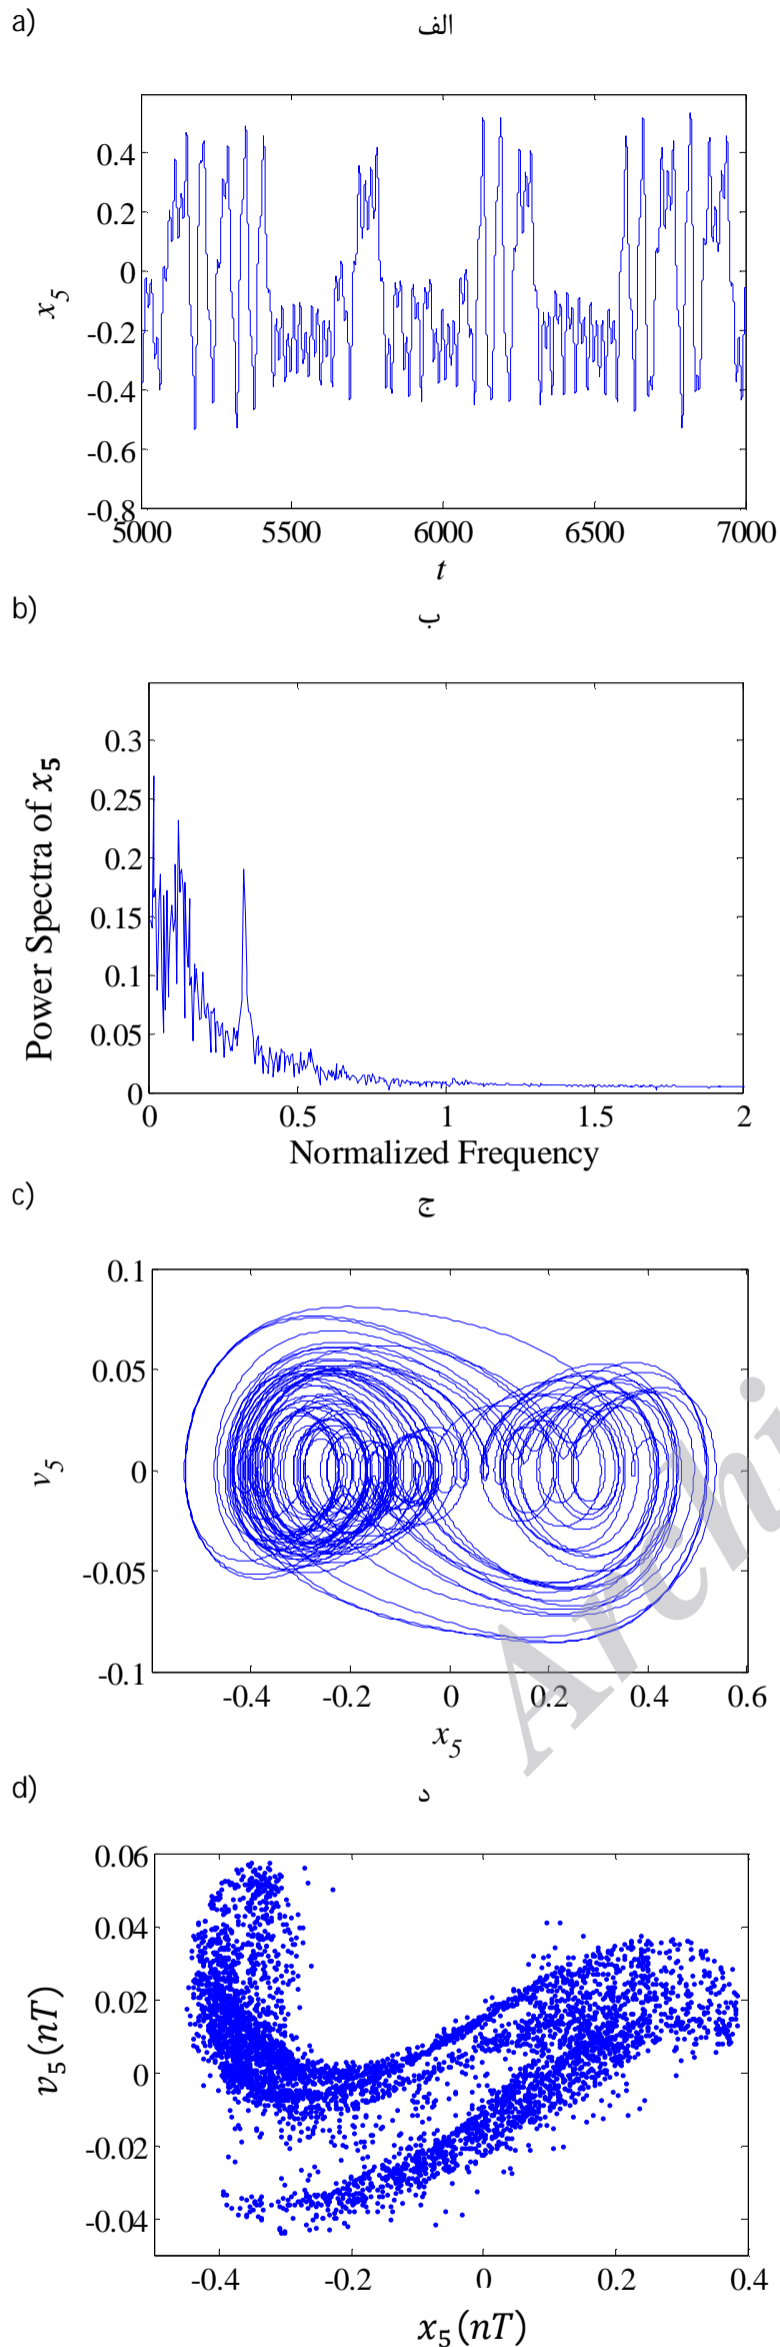 a)
الف
0.4
0.2
0
-0.2
-0.4
-0.6
-0.8
x5
5000 5500 6000 6500 7000
t
b)
ب
0.3
0.25
0.2
0.15
0.1
0.05
0
Power Spectra of x5
0 0.5 1 1.5 2
Normalized Frequency
c)
ج
0.1
0.05
0
-0.05
-0.1
v5
-0.4 -0.2 0 0.2 0.4 0.6
x5
Archi
d)
د
0.06
0.04
0.02
0
-0.02
-0.04
v5(nT)
-0.4 -0.2 0 0.2 0.4
x5(nT)